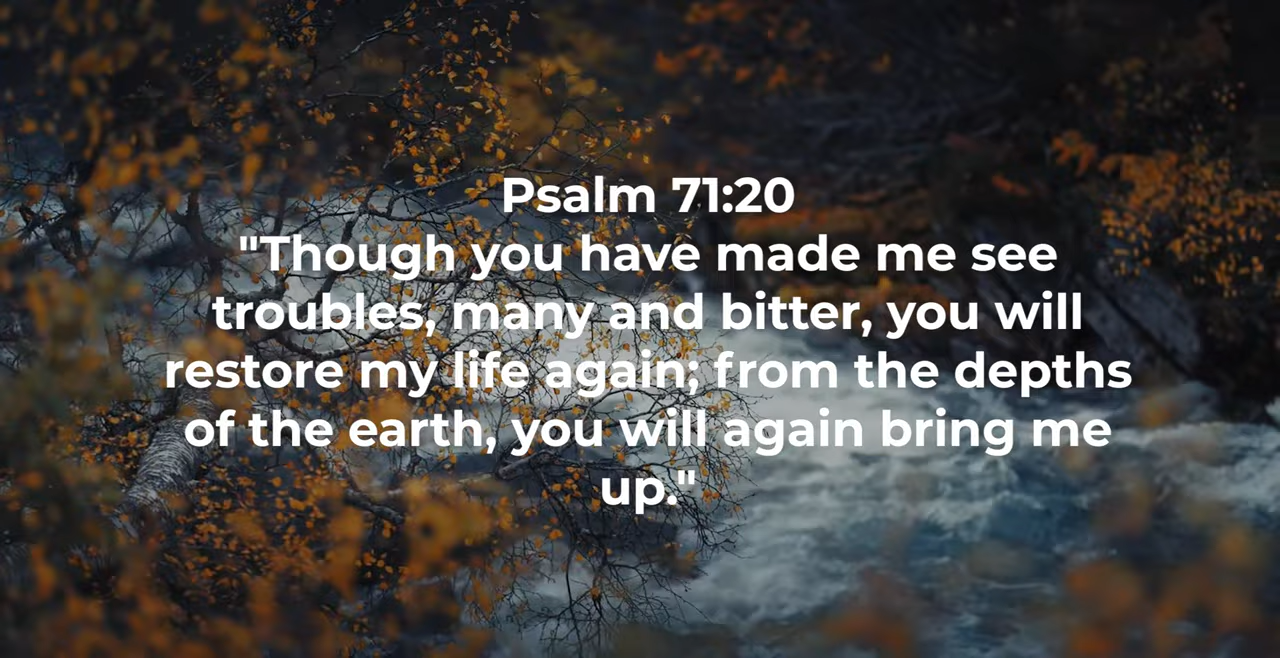 Psalm 71:20
"Though you have made me see
troubles, many and bitter, you will
restore my life again; from the depths
of the earth, you will again bring me
up."